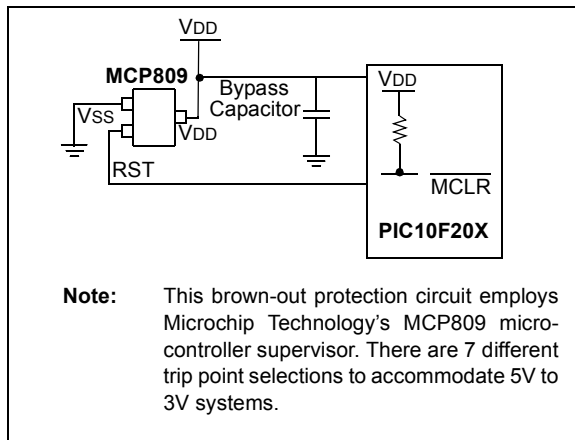 VDD
MCP809
Bypass
Capacitor
VSS
VDD
RST
VDD
MCLR
PIC10F20X
Note: This brown-out protection circuit employs
Microchip Technology's MCP809 micro-
controller supervisor. There are 7 different
trip point selections to accommodate 5V to
3V systems.